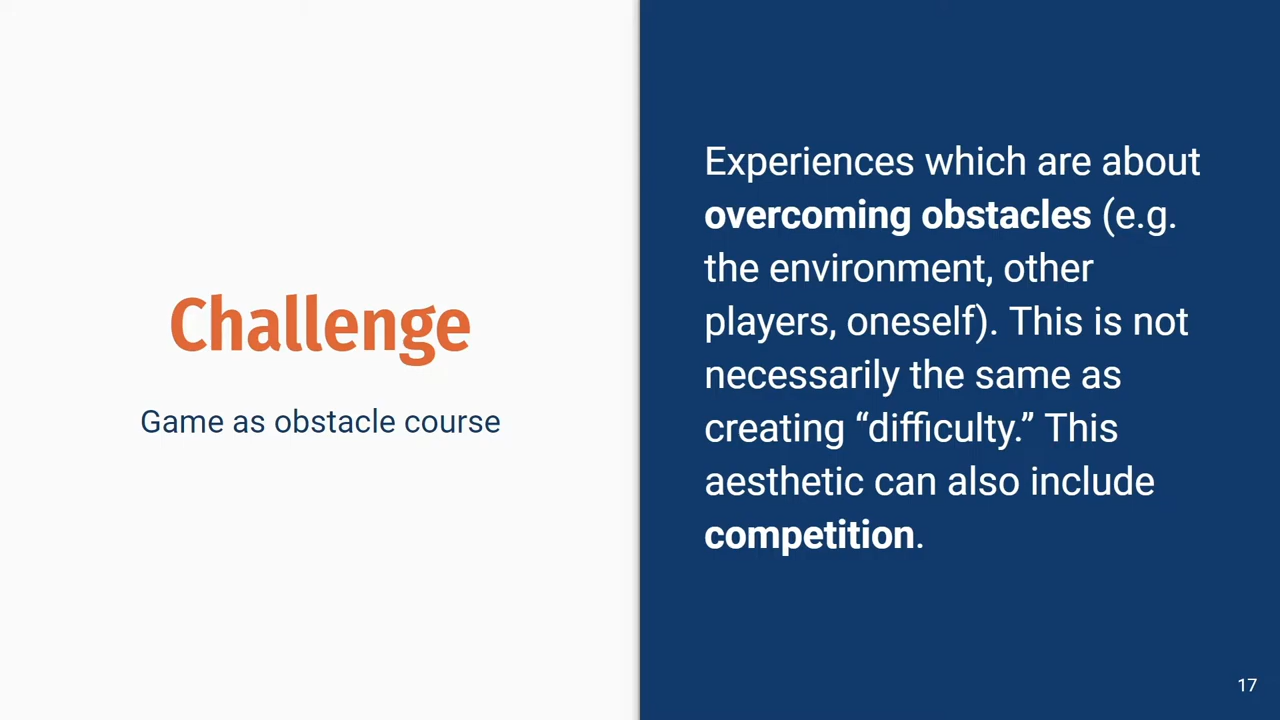 Challenge
Game as obstacle course
Experiences which are about
overcoming obstacles (e.g.
the environment, other
players, oneself). This is not
necessarily the same as
creating “difficulty.” This
aesthetic can also include
competition.
17